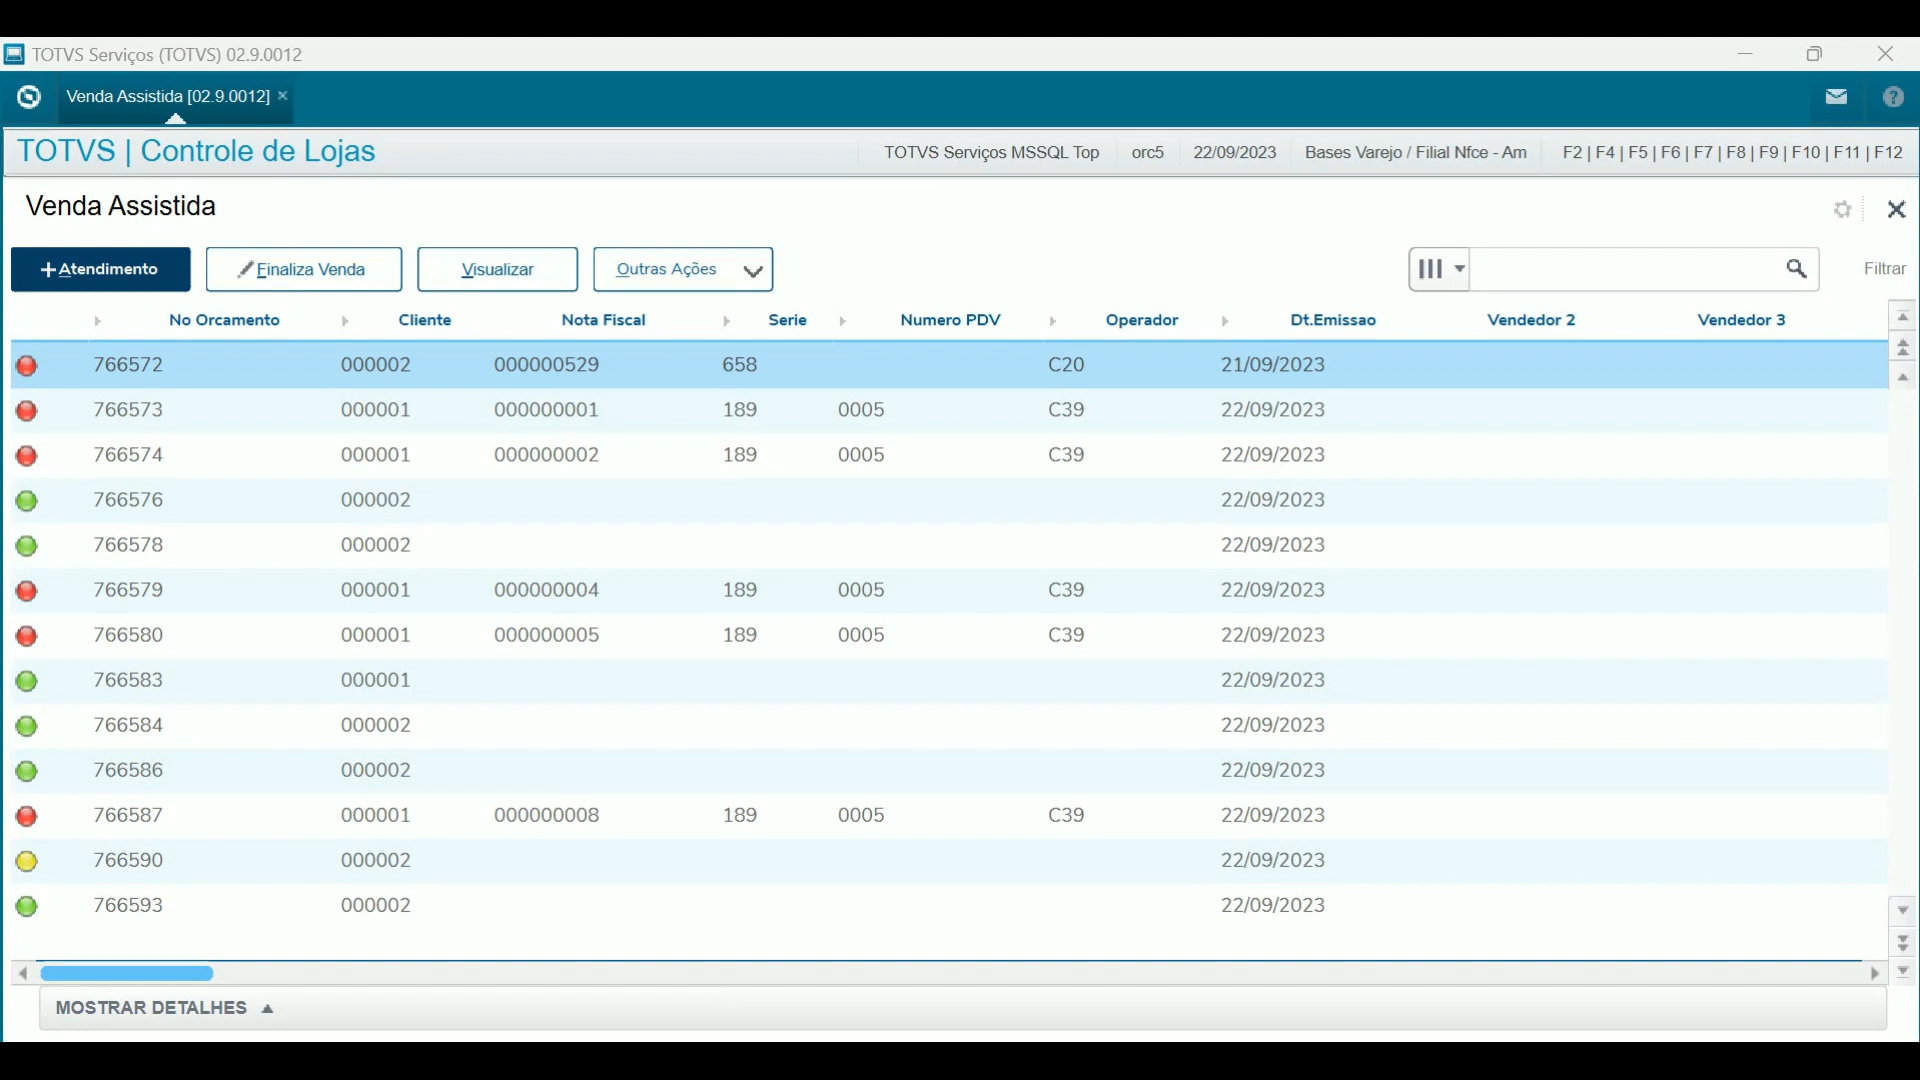 TOTVS Serviços (TOTVS) 02.9.0012
Venda Assistida [02.9.0012]
TOTVS | Controle de Lojas
TOTVS Serviços MSSQL Top orc5 22/09/2023 Bases Varejo / Filial Nfce - Am F2 | F4 | F5 | F6 | F7 | F8 | F9 | F10 | F11 | F12
Venda Assistida
+Atendimento Finaliza Venda Visualizar Outras Ações Filtrar
No Orcamento Cliente Nota Fiscal Serie Numero PDV Operador Dt.Emissao Vendedor 2 Vendedor 3
766572 000002 000000529 658 C20 21/09/2023
766573 000001 000000001 189 0005 C39 22/09/2023
766574 000001 000000002 189 0005 C39 22/09/2023
766576 000002 22/09/2023
766578 000002 22/09/2023
766579 000001 000000004 189 0005 C39 22/09/2023
766580 000001 000000005 189 0005 C39 22/09/2023
766583 000001 22/09/2023
766584 000002 22/09/2023
766586 000002 22/09/2023
766587 000001 000000008 189 0005 C39 22/09/2023
766590 000002 22/09/2023
766593 000002 22/09/2023
MOSTRAR DETALHES